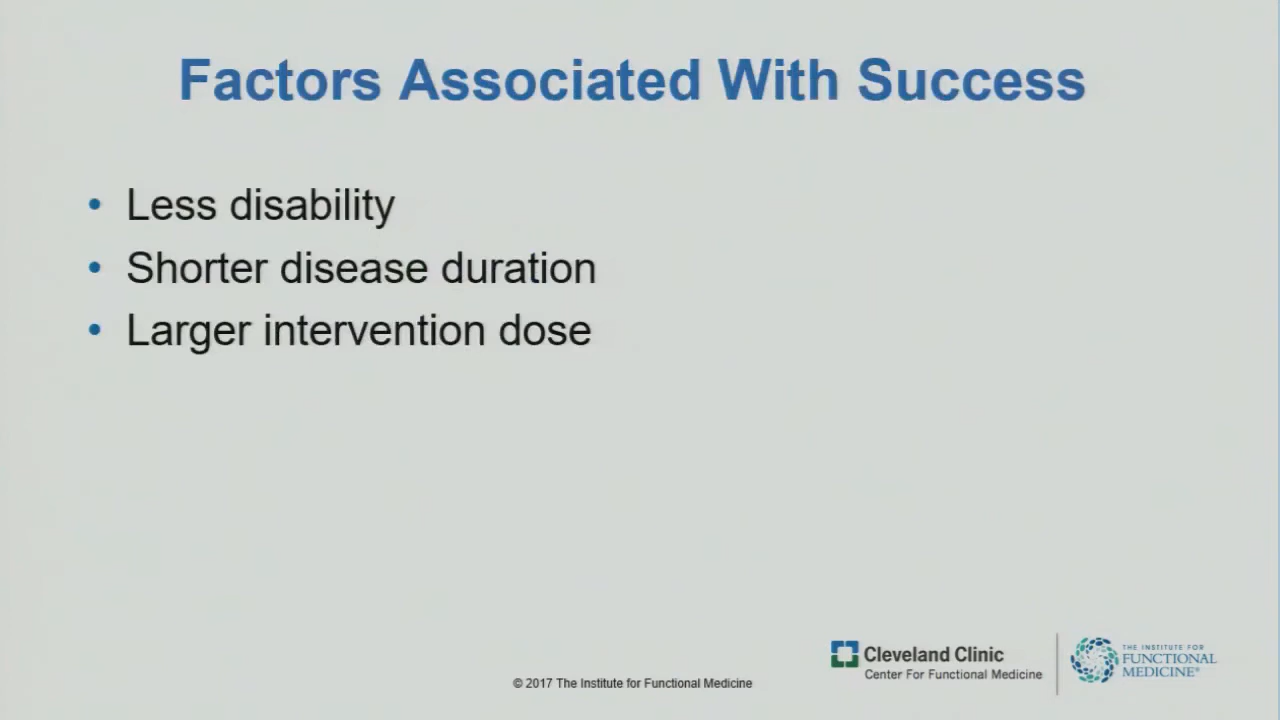 Factors Associated With Success
• Less disability
• Shorter disease duration
• Larger intervention dose
Cleveland Clinic
Center For Functional Medicine
THE INSTITUTE FOR
FUNCTIONAL
MEDICINE®
© 2017 The Institute for Functional Medicine